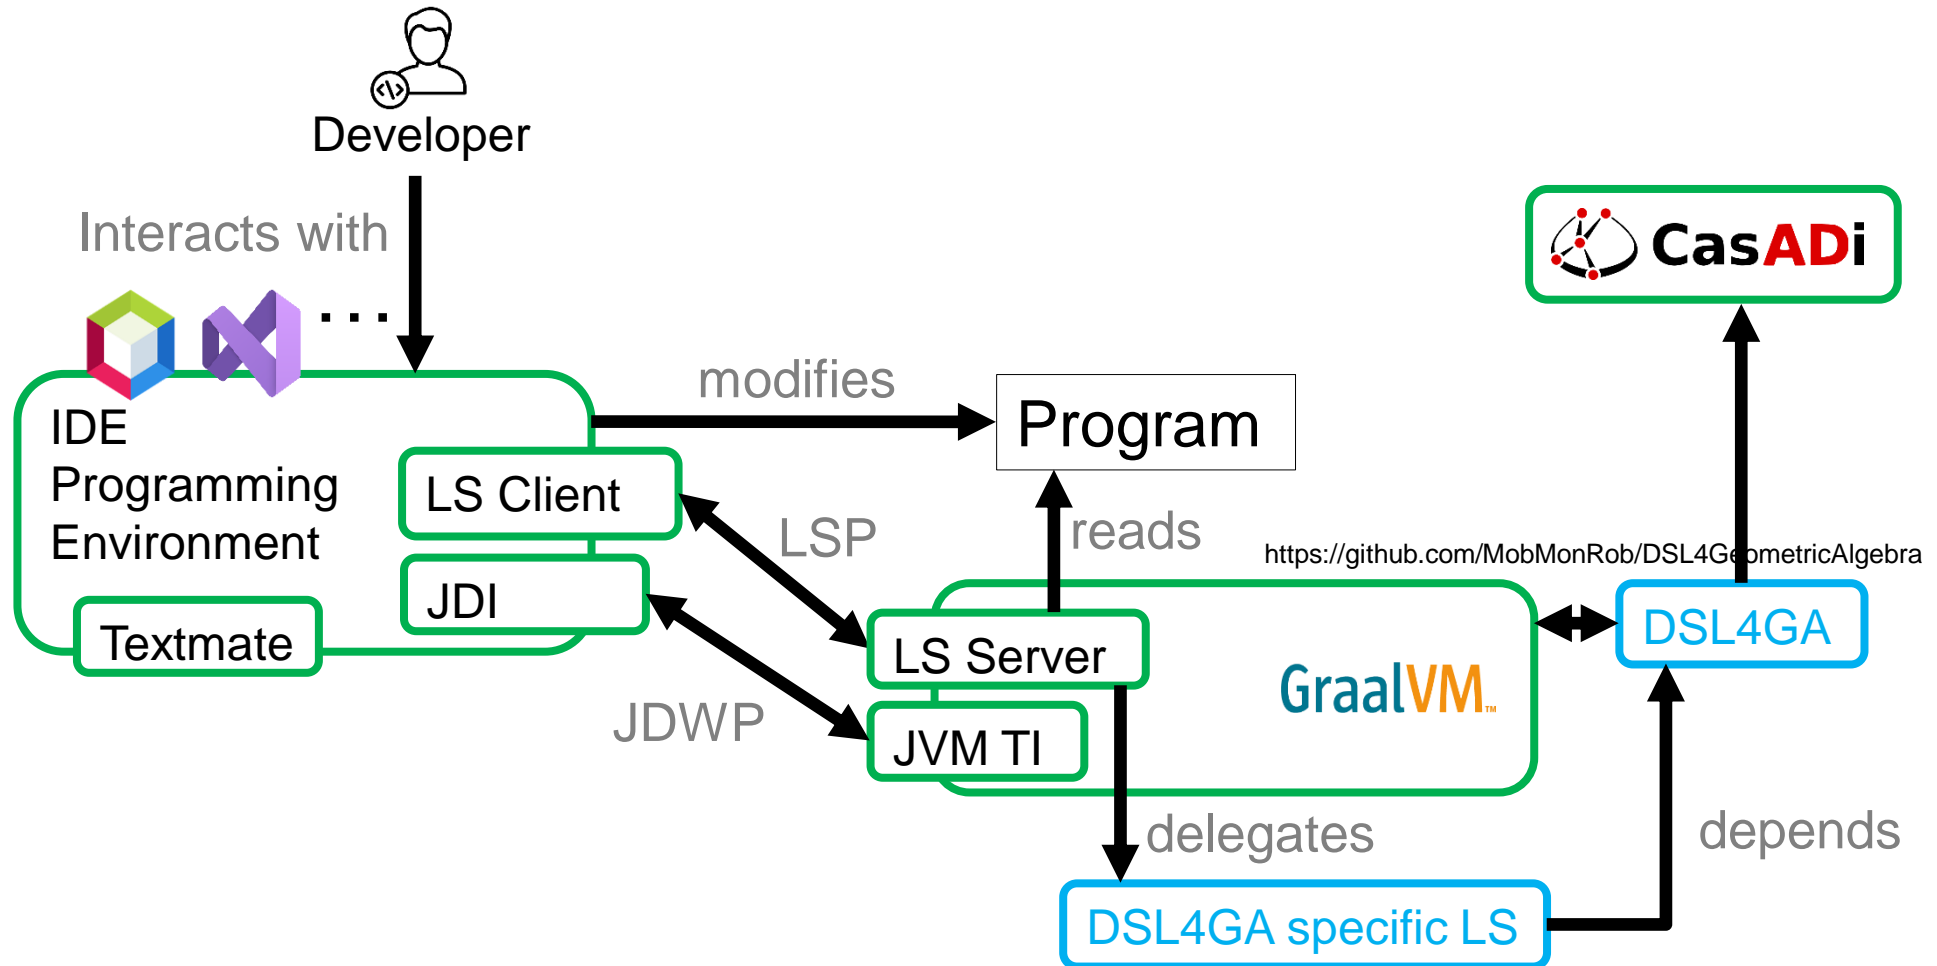 </>
Developer
Interacts with
...
CasADi
modifies
Program
IDE
Programming
Environment
LS Client
LSP
reads
https://github.com/MobMonRob/DSL4GeometricAlgebra
JDI
DSL4GA
Textmate
LS Server
GraalVM™
JDWP
JVM TI
delegates
depends
DSL4GA specific LS